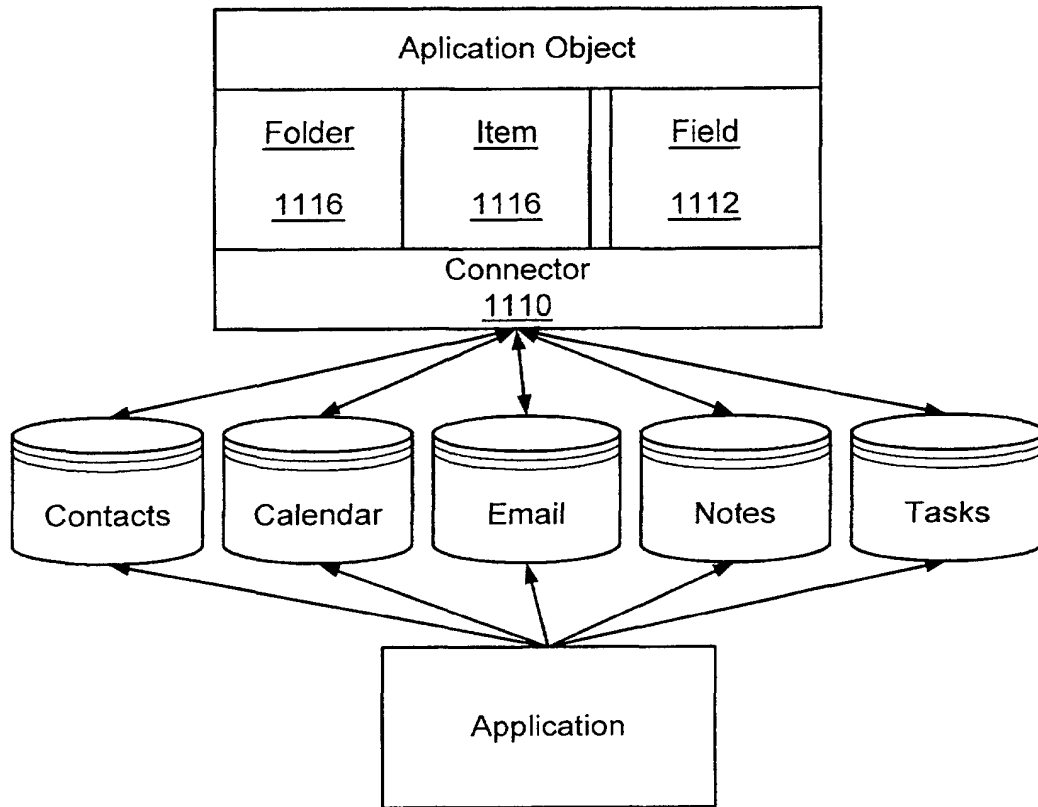 Aplication Object
Folder
Item
Field
1116
1116
1112
Connector
1110
Contacts
Calendar
Email
Notes
Tasks
Application